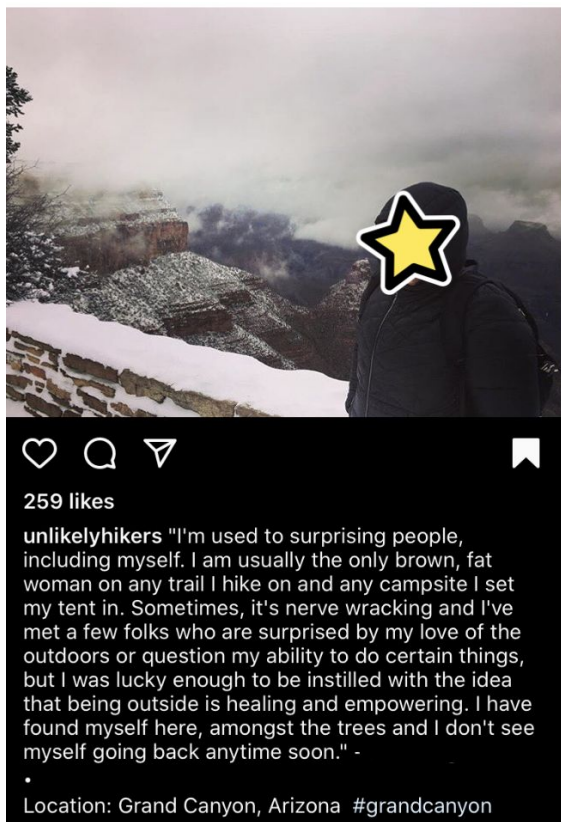 259 likes
unlikelyhikers "I'm used to surprising people,
including myself. I am usually the only brown, fat
woman on any trail I hike on and any campsite I set
my tent in. Sometimes, it's nerve wracking and I've
met a few folks who are surprised by my love of the
outdoors or question my ability to do certain things,
but I was lucky enough to be instilled with the idea
that being outside is healing and empowering. I have
found myself here, amongst the trees and I don't see
myself going back anytime soon." -
•
Location: Grand Canyon, Arizona #grandcanyon